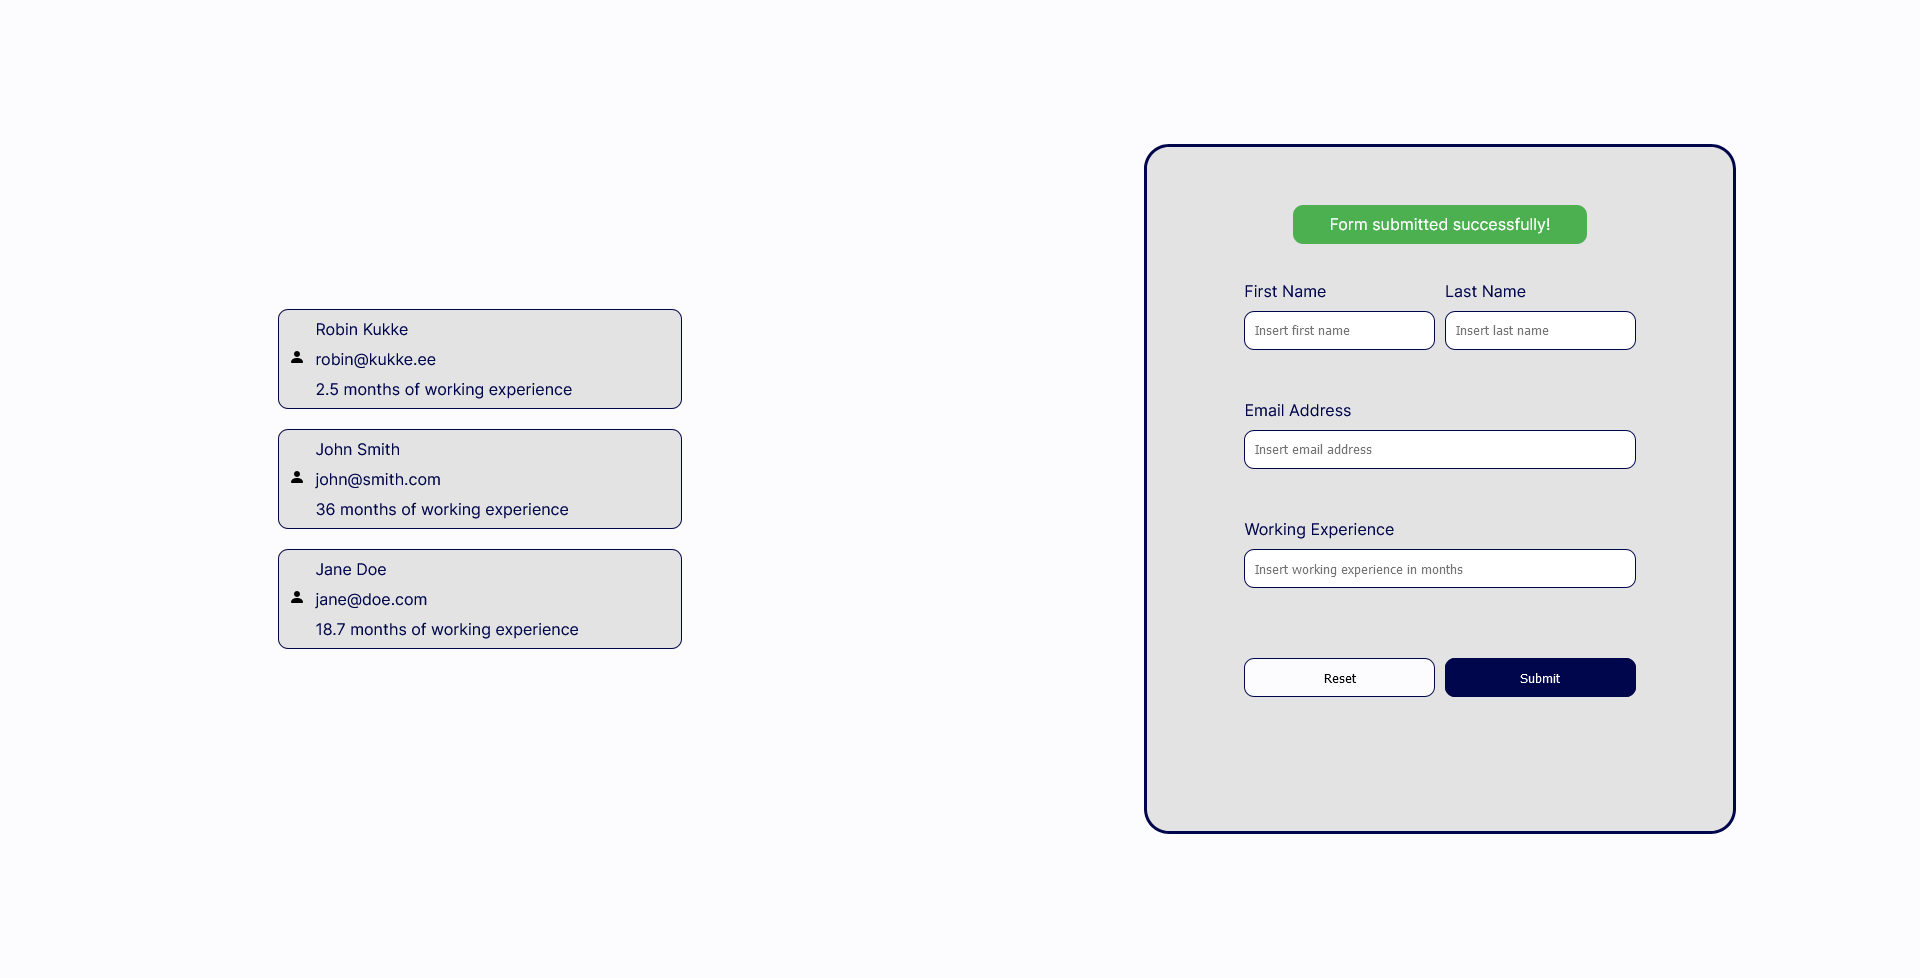 Robin Kukke
robin@kukke.ee
2.5 months of working experience
John Smith
john@smith.com
36 months of working experience
Jane Doe
jane@doe.com
18.7 months of working experience
Form submitted successfully!
First Name
Last Name
Insert first name
Insert last name
Email Address
Insert email address
Working Experience
Insert working experience in months
Reset
Submit